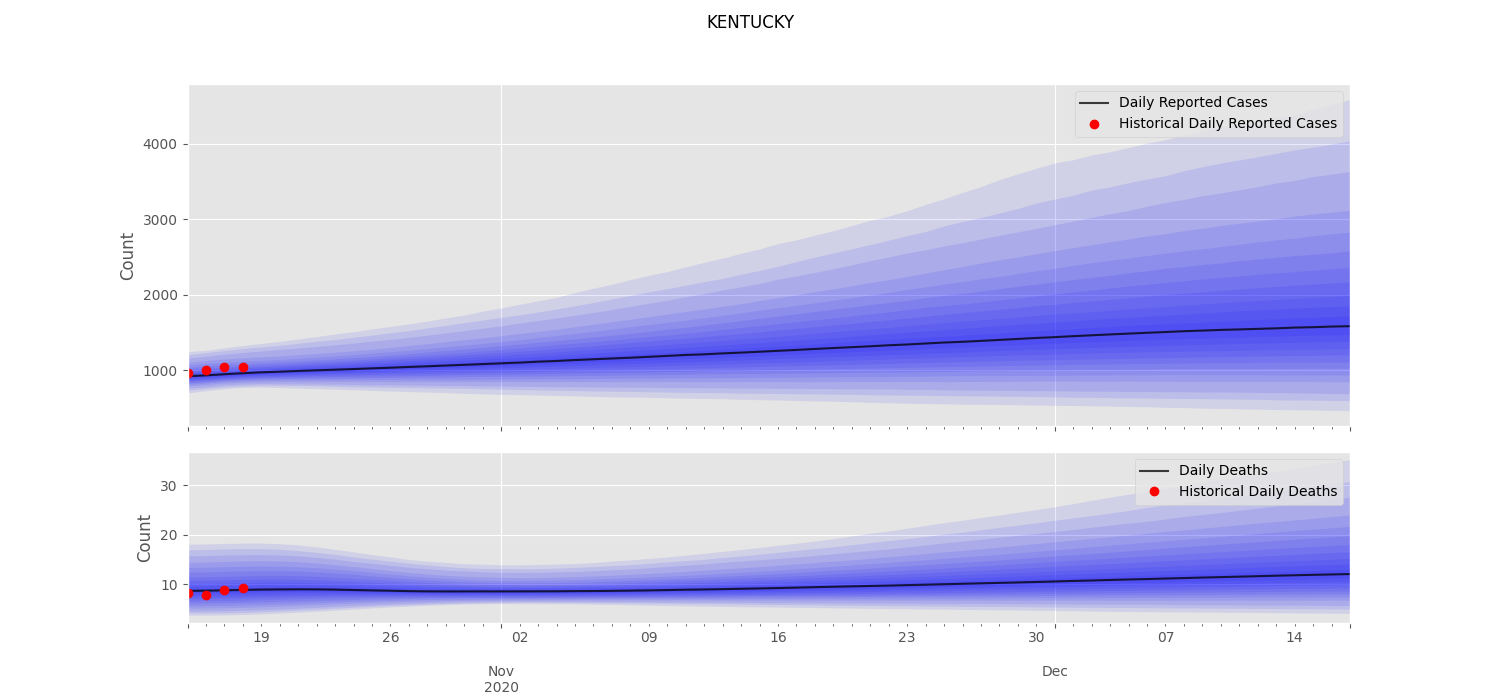 KENTUCKY
Daily Reported Cases
Historical Daily Reported Cases
4000
3000
2000
1000
Count
Daily Deaths
Historical Daily Deaths
30
20
10
Count
19 26 02 09 16 23 30 07 14
Nov Dec
2020